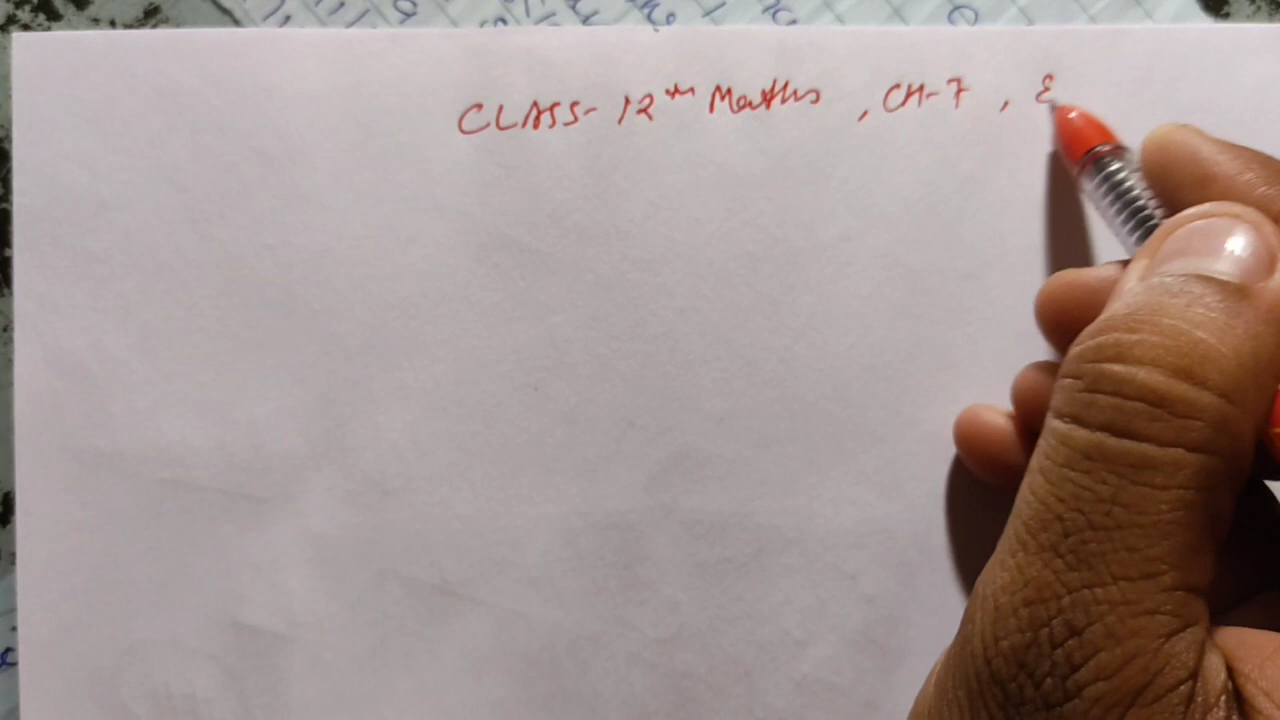 CLASS- 12th Maths , CH-7 , E